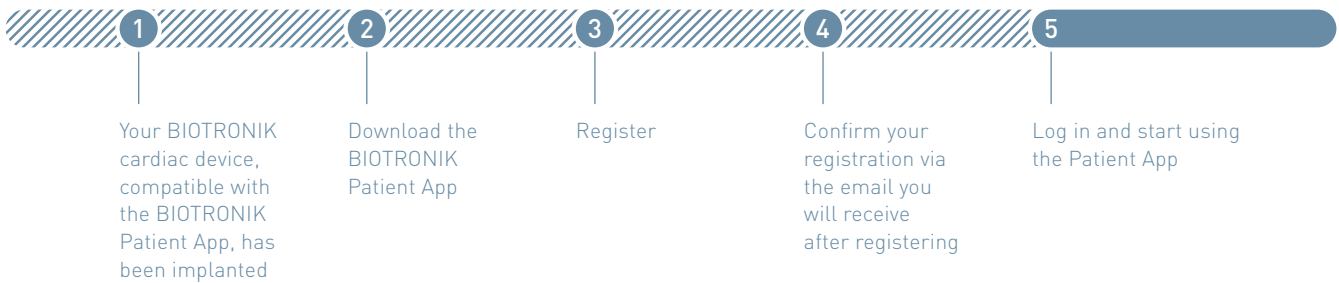 1
Your BIOTRONIK
cardiac device,
compatible with
the BIOTRONIK
Patient App, has
been implanted
2
Download the
BIOTRONIK
Patient App
3
Register
4
Confirm your
registration via
the email you
will receive
after registering
5
Log in and start using
the Patient App